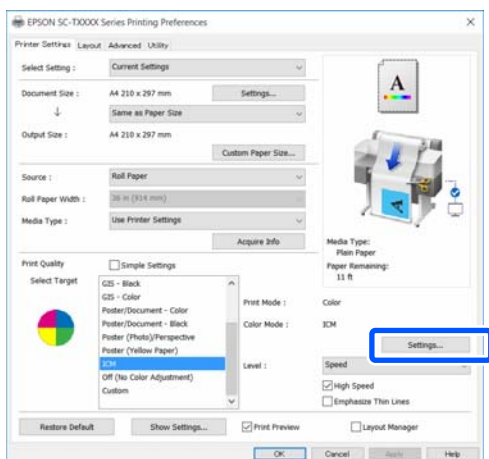 EPSON SC-TXXXX Series Printing Preferences
Printer Settings Layout Advanced Utility
Select Setting : Current Settings
Document Size : A4 210 x 297 mm Settings...
Same as Paper Size
Output Size : A4 210 x 297 mm
Custom Paper Size...
Source : Roll Paper
Roll Paper Width : 36 in (914 mm)
Media Type : Use Printer Settings
Acquire Info
A
Media Type:
Plain Paper
Paper Remaining:
11 ft
Print Quality Simple Settings
Select Target
GIS - Black
GIS - Color
Poster/Document - Color
Poster/Document - Black
Poster (Photo)/Perspective
Poster (Yellow Paper)
ICM
Off (No Color Adjustment)
Custom
Print Mode : Color
Color Mode : ICM
Settings...
Level : Speed
High Speed
Emphasize Thin Lines
Restore Default Show Settings... Print Preview Layout Manager
OK Cancel Apply Help